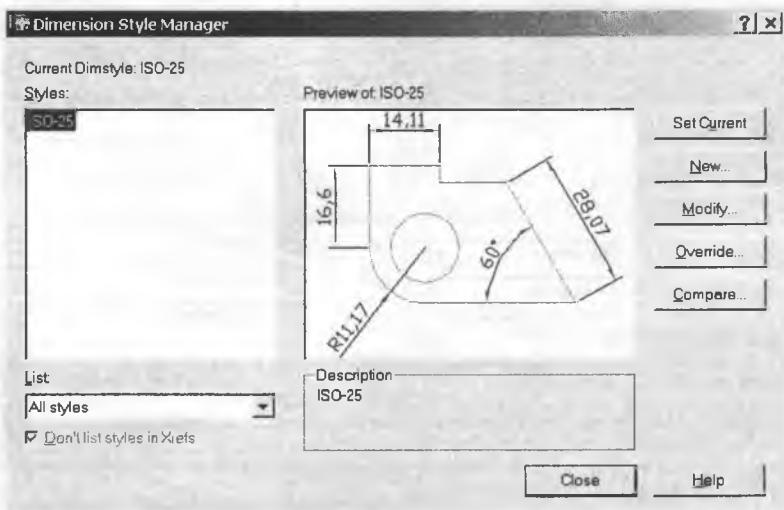 Dimension Style Manager
? ×
Current Dimstyle: ISO-25
Styles:
ISO-25
Preview of: ISO-25
14,11
16,6
28,07
60°
R11,17
Set Current
New...
Modify...
Override...
Compare...
List:
All styles
Don't list styles in Xrefs
Description
ISO-25
Close
Help